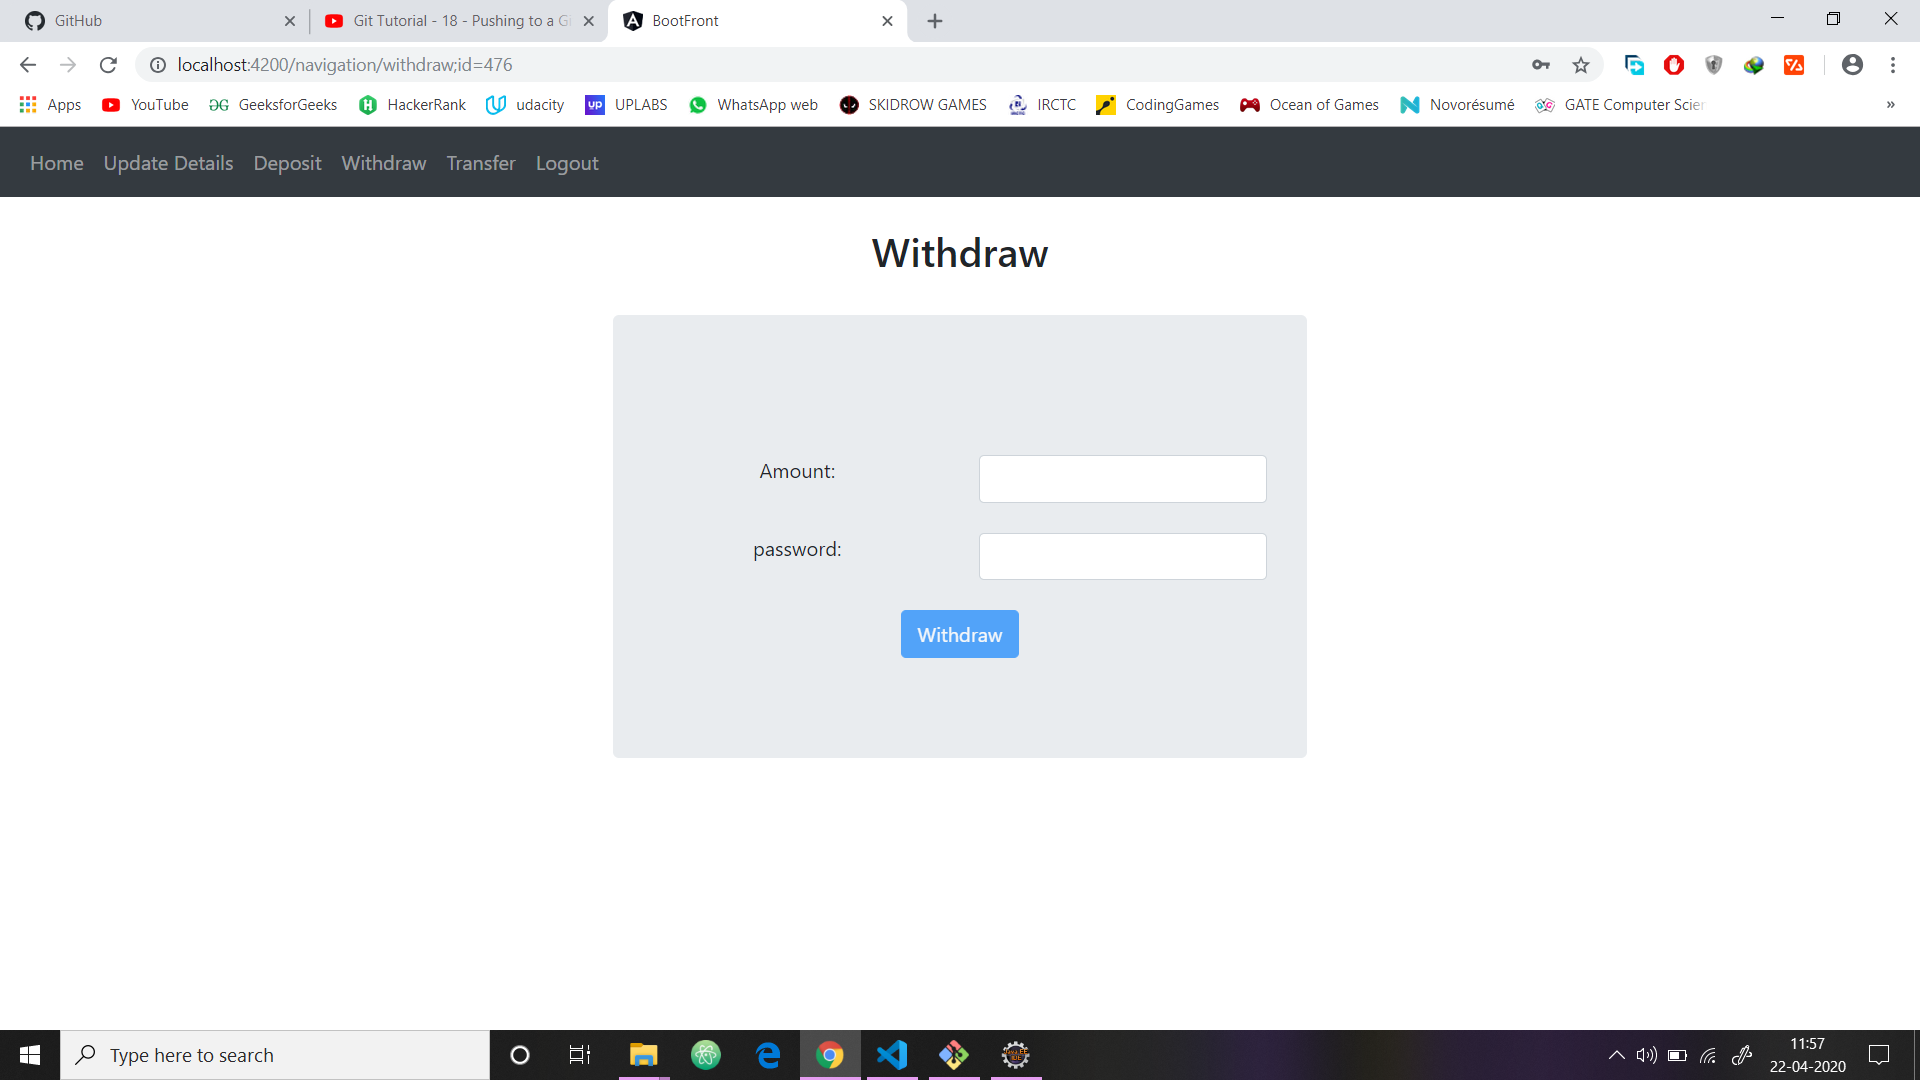 GitHub
Git Tutorial - 18 - Pushing to a Gi
BootFront
localhost:4200/navigation/withdraw;id=476
Apps YouTube GeeksforGeeks HackerRank udacity UPLABS WhatsApp web SKIDROW GAMES IRCTC CodingGames Ocean of Games Novorésumé GATE Computer Scier »
Home Update Details Deposit Withdraw Transfer Logout
Withdraw
Amount:
password:
Withdraw
Type here to search
11:57
22-04-2020